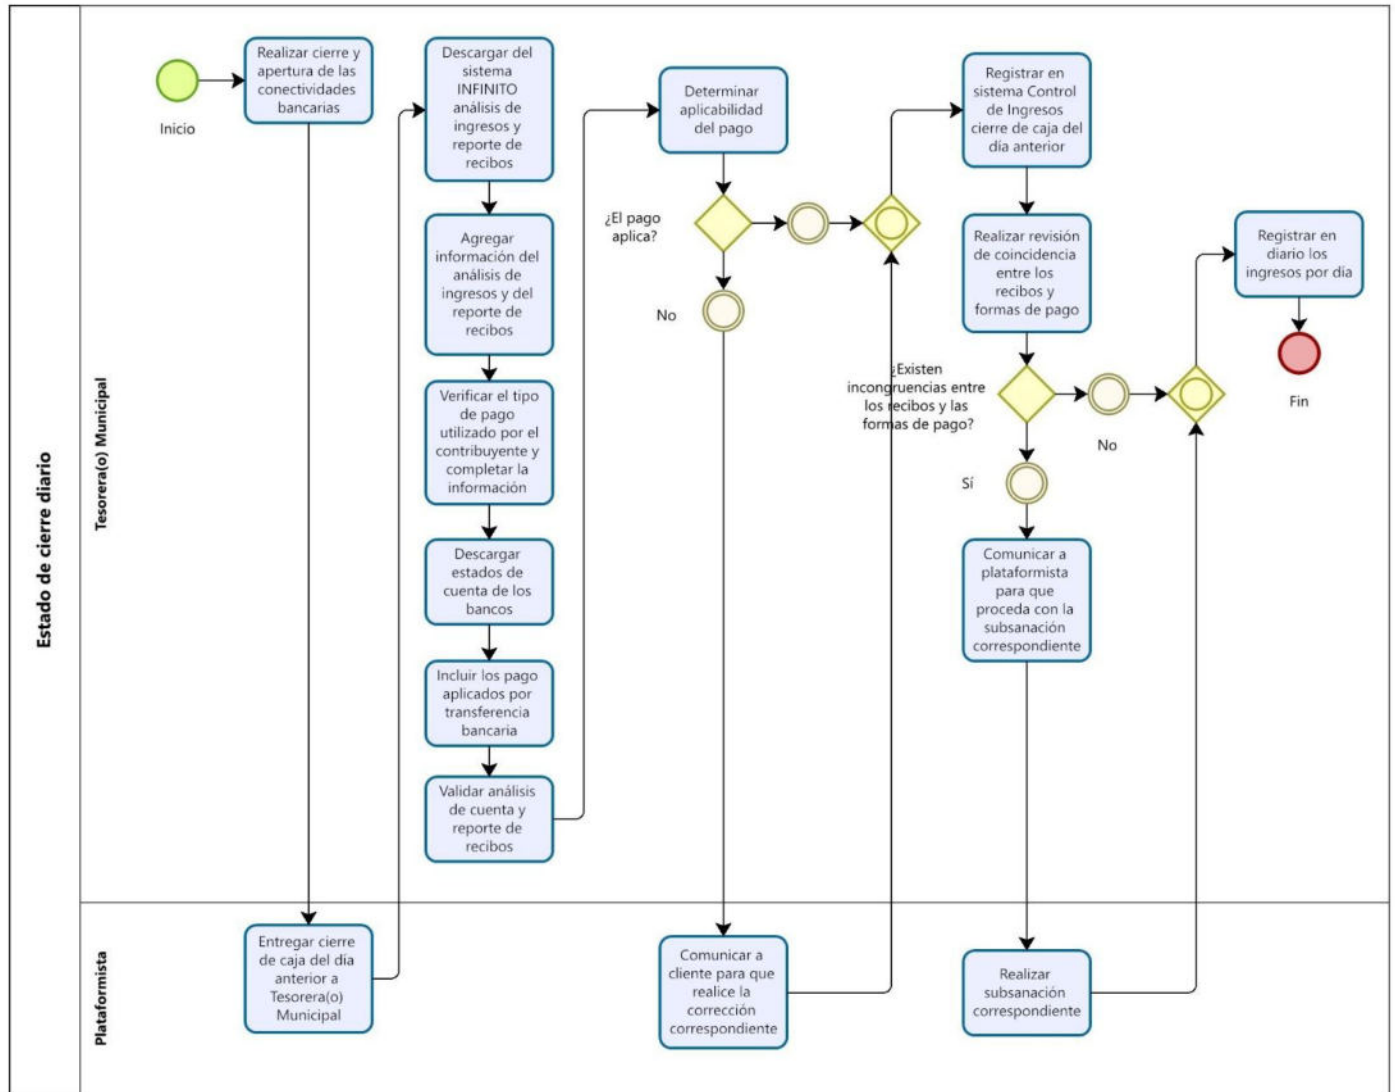 Estado de cierre diario
Tesorera(o) Municipal
Inicio
Realizar cierre y
apertura de las
conectividades
bancarias
Descargar del
sistema
INFINITO
análisis de
ingresos y
reporte de
recibos
Agregar
información del
análisis de
ingresos y del
reporte de
recibos
Verificar el tipo
de pago
utilizado por el
contribuyente y
completar la
información
Descargar
estados de
cuenta de los
bancos
Incluir los pago
aplicados por
transferencia
bancaria
Validar análisis
de cuenta y
reporte de
recibos
Determinar
aplicabilidad
del pago
¿El pago
aplica?
No
Registrar en
sistema Control
de Ingresos
cierre de caja del
día anterior
Realizar revisión
de coincidencia
entre los
recibos y
formas de pago
¿Existen
incongruencias entre
los recibos y las
formas de pago?
No
Sí
Comunicar a
plataformista
para que
proceda con la
subsanación
correspondiente
Registrar en
diario los
ingresos por día
Fin
Plataformista
Entregar cierre
de caja del día
anterior a
Tesorera(o)
Municipal
Comunicar a
cliente para que
realice la
corrección
correspondiente
Realizar
subsanación
correspondiente